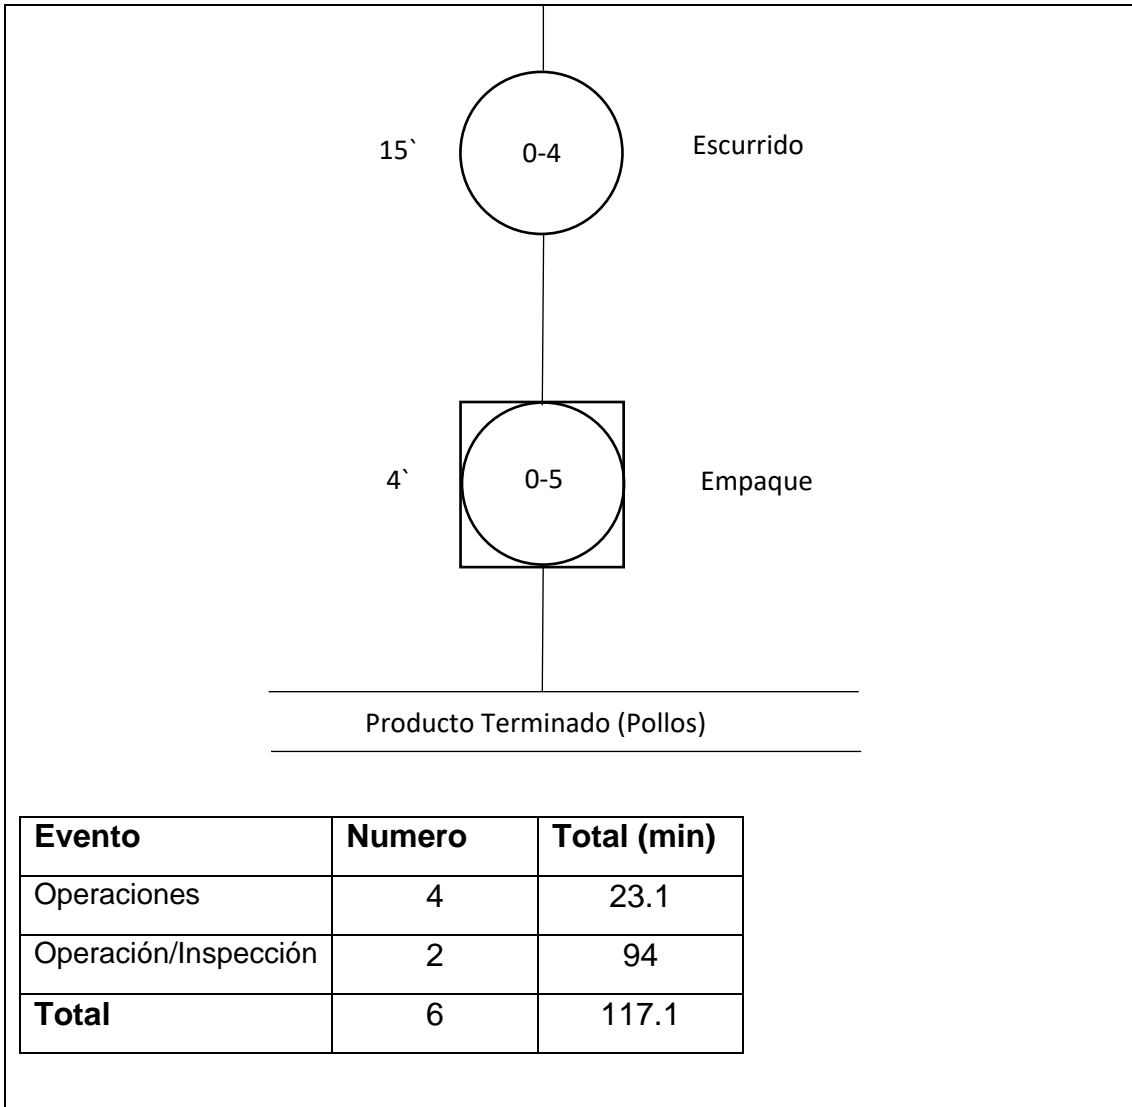 15` 0-4 Escurrido
4` 0-5 Empaque
Producto Terminado (Pollos)
Evento Numero Total (min)
Operaciones 4 23.1
Operación/Inspección 2 94
Total 6 117.1